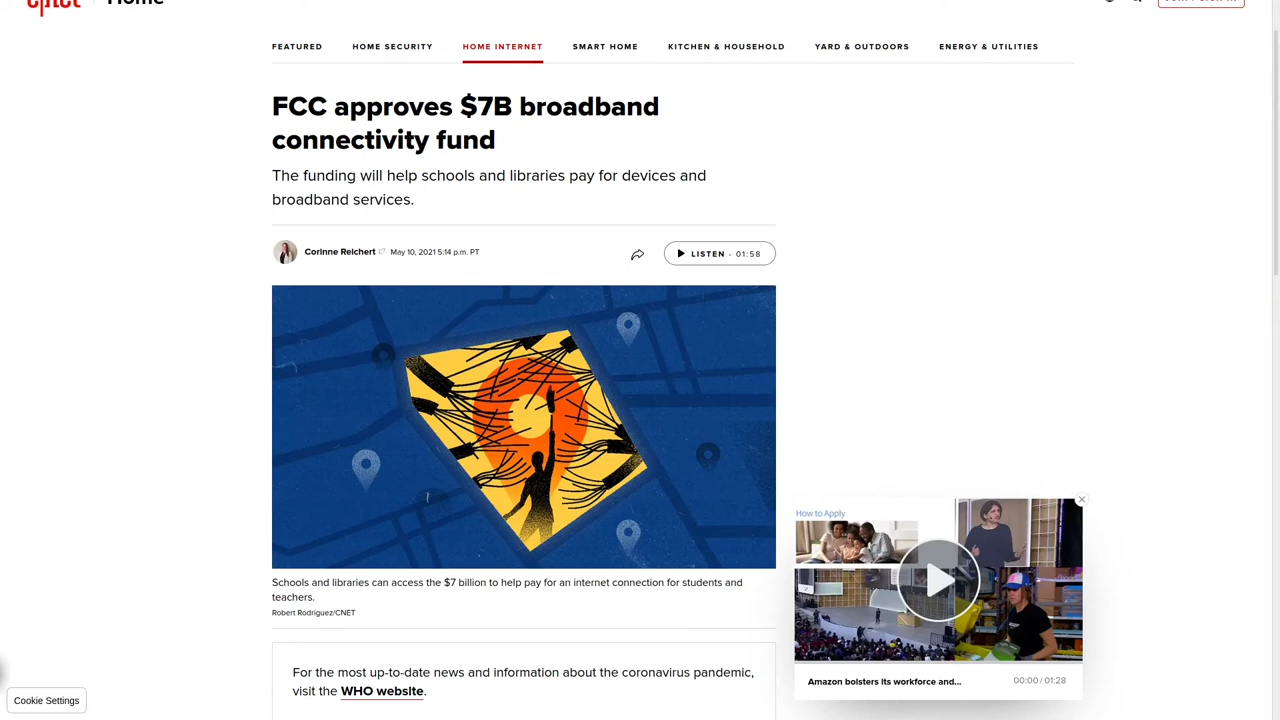 FEATURED
HOME SECURITY
HOME INTERNET
SMART HOME
KITCHEN & HOUSEHOLD
YARD & OUTDOORS
ENERGY & UTILITIES
FCC approves $7B broadband
connectivity fund
The funding will help schools and libraries pay for devices and
broadband services.
Corinne Reichert
May 10, 2021 5:14 p.m. PT
LISTEN - 01:58
Schools and libraries can access the $7 billion to help pay for an internet connection for students and
teachers.
Robert Rodriguez/CNET
For the most up-to-date news and information about the coronavirus pandemic,
visit the WHO website.
How to Apply
Amazon bolsters its workforce and...
00:00 / 01:28
Cookie Settings